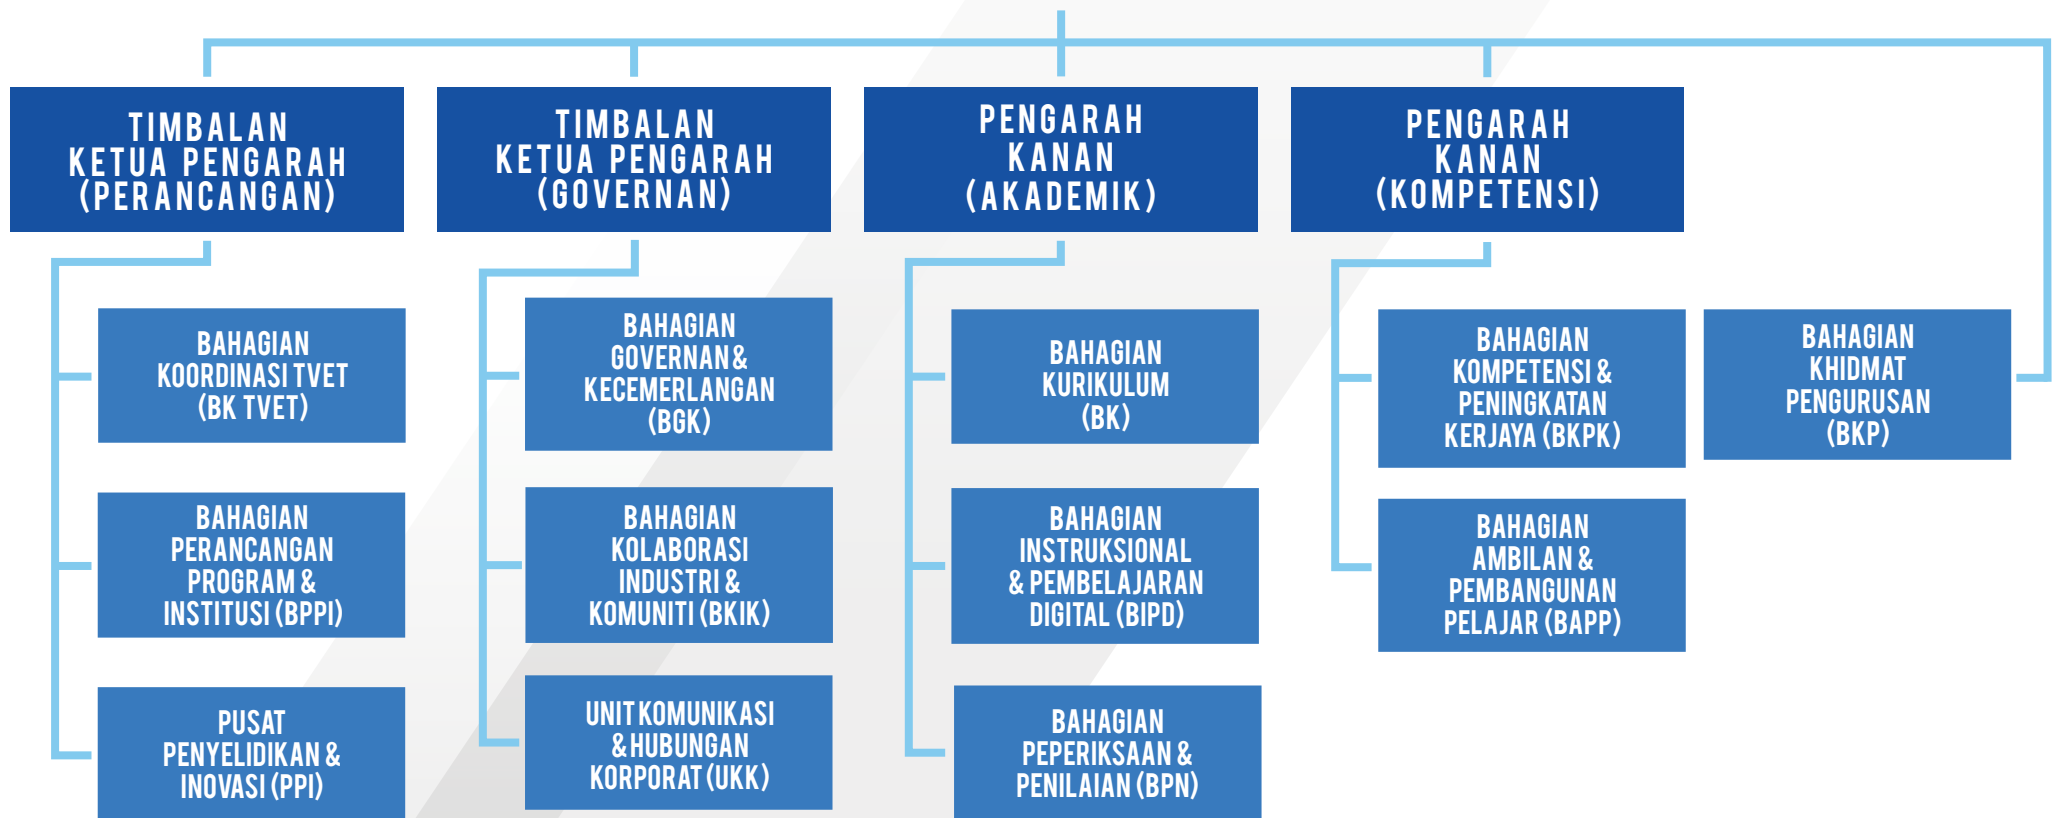 TIMBALAN
KETUA PENGARAH
(PERANCANGAN)
TIMBALAN
KETUA PENGARAH
(GOVERNAN)
PENGARAH
KANAN
(AKADEMIK)
PENGARAH
KANAN
(KOMPETENSI)
BAHAGIAN
KOORDINASI TVET
(BK TVET)
BAHAGIAN
PERANCANGAN
PROGRAM &
INSTITUSI (BPPI)
PUSAT
PENYELIDIKAN &
INOVASI (PPI)
BAHAGIAN
GOVERNAN &
KECEMERLANGAN
(BGK)
BAHAGIAN
KOLABORASI
INDUSTRI &
KOMUNITI (BKIK)
UNIT KOMUNIKASI
& HUBUNGAN
KORPORAT (UKK)
BAHAGIAN
KURIKULUM
(BK)
BAHAGIAN
INSTRUKSIONAL
& PEMBELAJARAN
DIGITAL (BIPD)
BAHAGIAN
PEPERIKSAAN &
PENILAIAN (BPN)
BAHAGIAN
KOMPETENSI &
PENINGKATAN
KERJAYA (BKPK)
BAHAGIAN
AMBILAN &
PEMBANGUNAN
PELAJAR (BAPP)
BAHAGIAN
KHIDMAT
PENGURUSAN
(BKP)